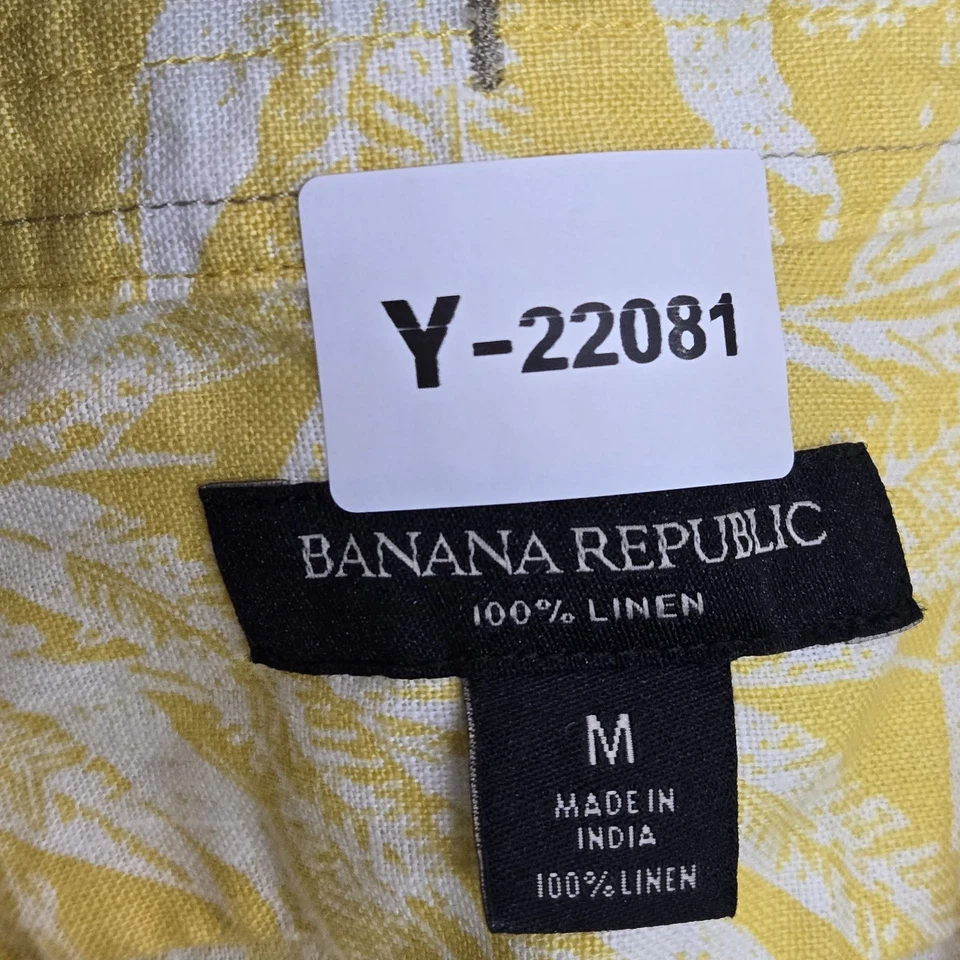 Y-22081
BANANA REPUBLIC
100% LINEN
M
MADE IN
INDIA
100% LINEN